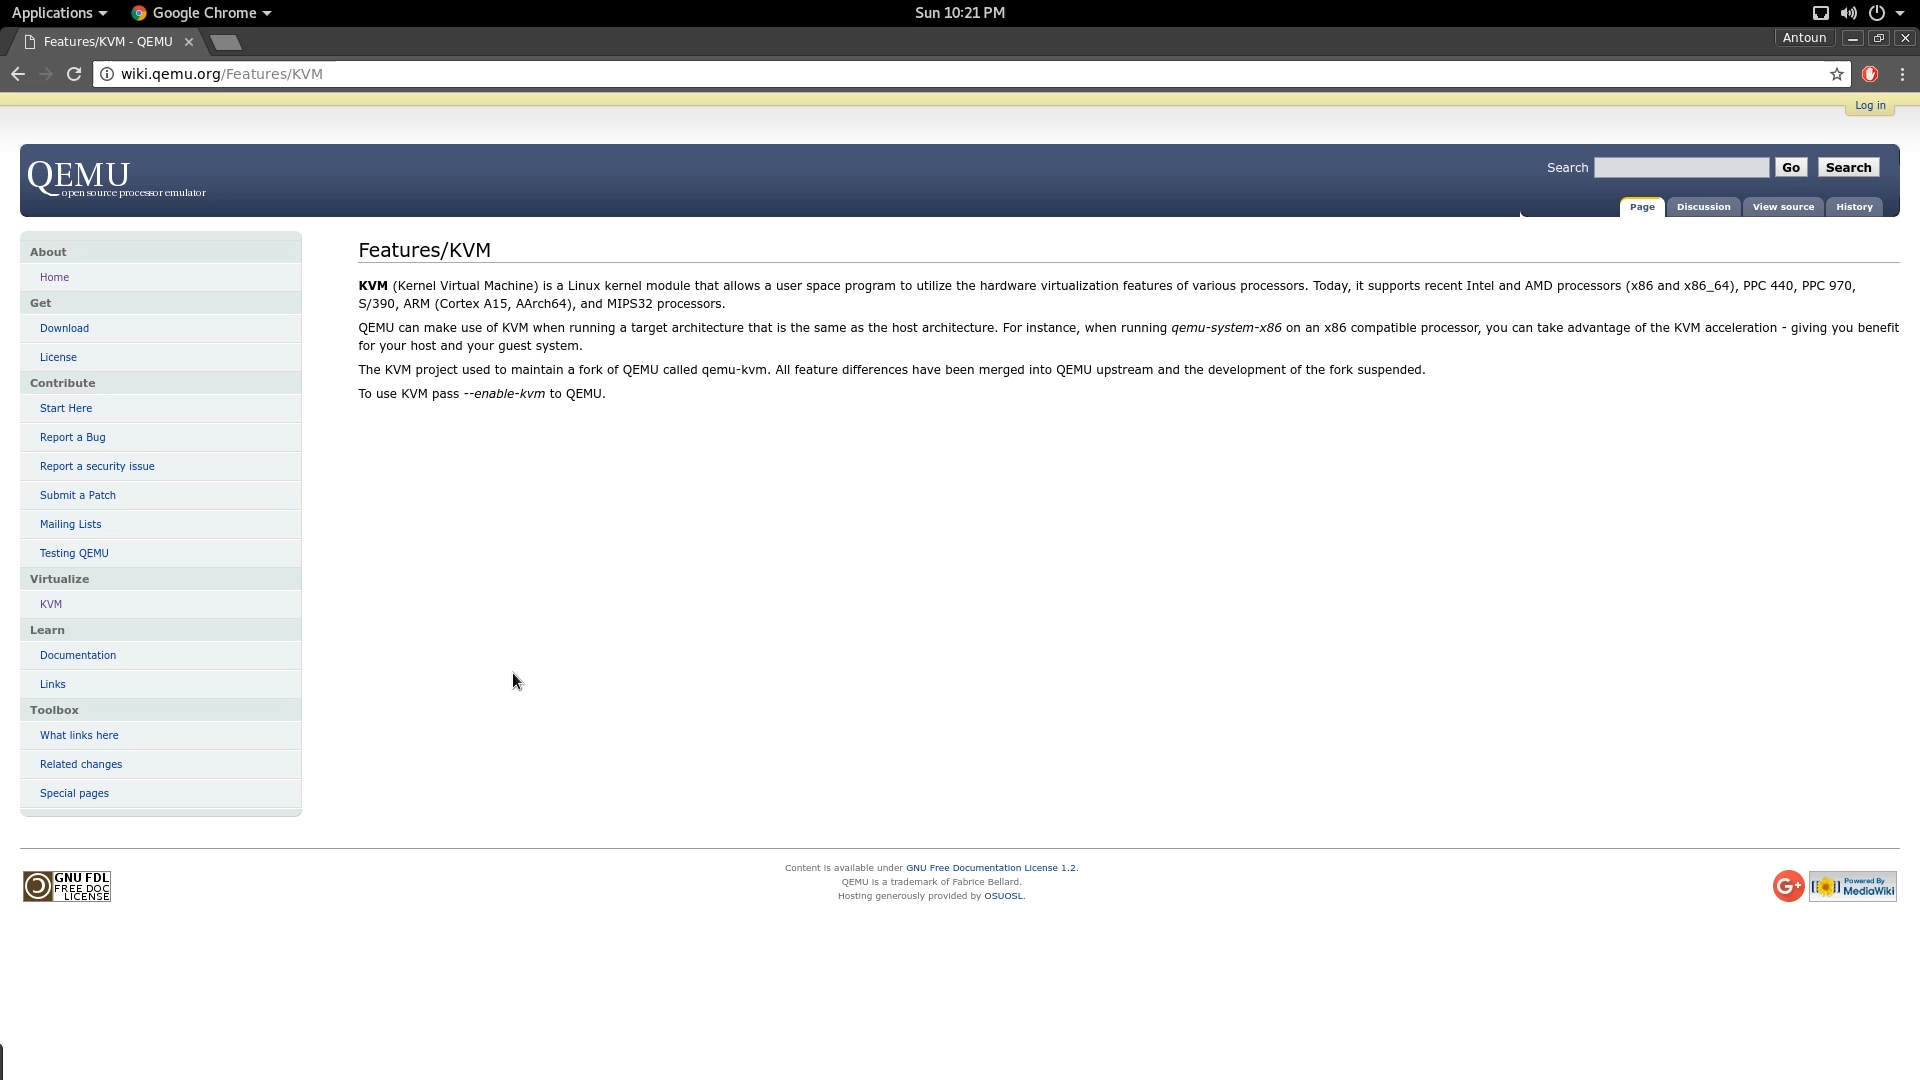 Applications
Google Chrome
Sun 10:21 PM
Features/KVM - QEMU
Antoun
wiki.qemu.org/Features/KVM
Log in
QEMU
open source processor emulator
Search
Go
Search
Page
Discussion
View source
History
About
Home
Get
Download
License
Contribute
Start Here
Report a Bug
Report a security issue
Submit a Patch
Mailing Lists
Testing QEMU
Virtualize
KVM
Learn
Documentation
Links
Toolbox
What links here
Related changes
Special pages
Features/KVM
KVM (Kernel Virtual Machine) is a Linux kernel module that allows a user space program to utilize the hardware virtualization features of various processors. Today, it supports recent Intel and AMD processors (x86 and x86_64), PPC 440, PPC 970,
S/390, ARM (Cortex A15, AArch64), and MIPS32 processors.
QEMU can make use of KVM when running a target architecture that is the same as the host architecture. For instance, when running qemu-system-x86 on an x86 compatible processor, you can take advantage of the KVM acceleration - giving you benefit
for your host and your guest system.
The KVM project used to maintain a fork of QEMU called qemu-kvm. All feature differences have been merged into QEMU upstream and the development of the fork suspended.
To use KVM pass --enable-kvm to QEMU.
GNU FDL
FREE DOC
LICENSE
Content is available under GNU Free Documentation License 1.2.
QEMU is a trademark of Fabrice Bellard.
Hosting generously provided by OSUOSL.
G+
Powered By
MediaWiki